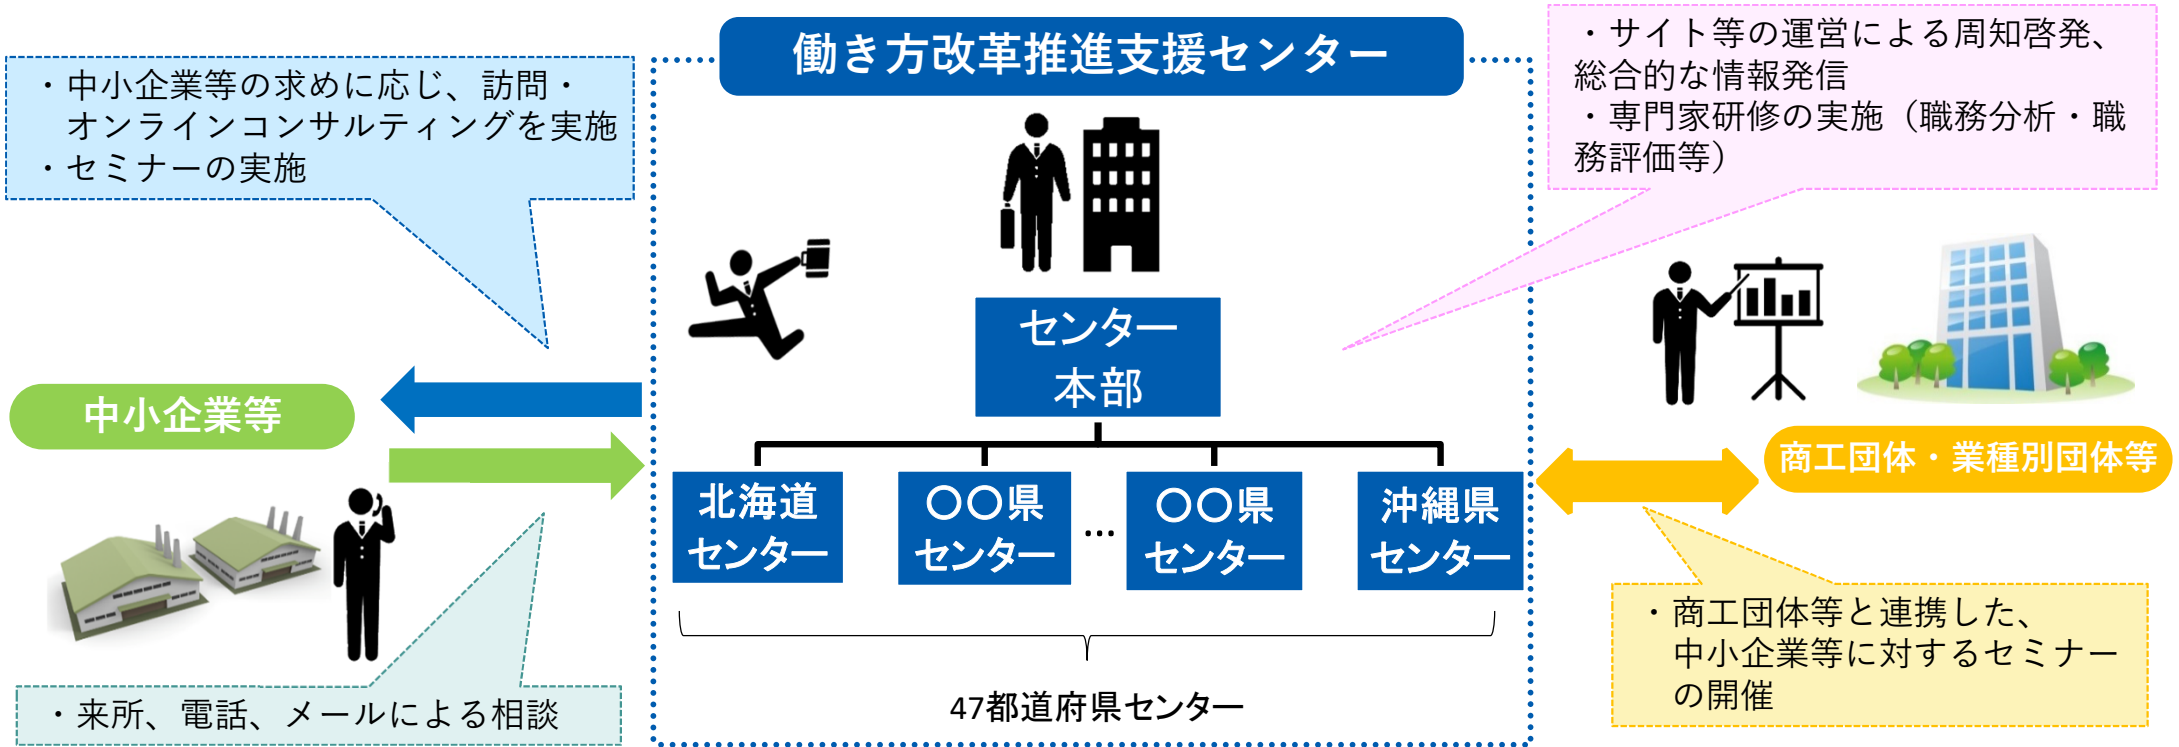 働き方改革推進支援センター
・中小企業等の求めに応じ、訪問・
オンラインコンサルティングを実施
・セミナーの実施
・サイト等の運営による周知啓発、
総合的な情報発信
・専門家研修の実施（職務分析・職
務評価等）
センター
本部
中小企業等
商工団体・業種別団体等
北海道
センター
〇〇県
センター
…
〇〇県
センター
沖縄県
センター
・商工団体等と連携した、
中小企業等に対するセミナー
の開催
・来所、電話、メールによる相談
47都道府県センター